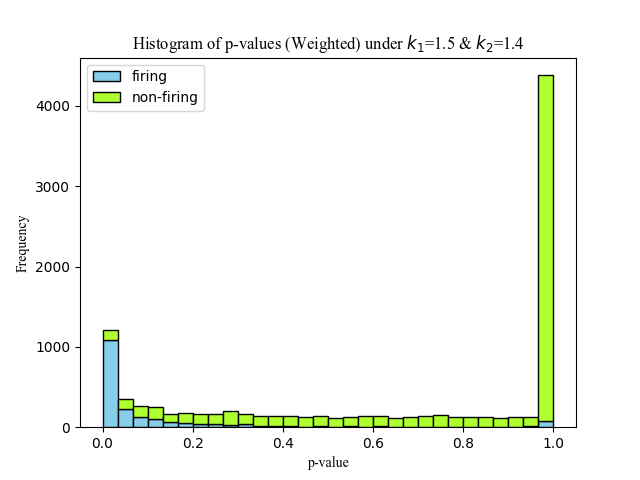 Histogram of p-values (Weighted) under k₁=1.5 & k₂=1.4
firing
non-firing
Frequency
4000
3000
2000
1000
0
0.0 0.2 0.4 0.6 0.8 1.0
p-value